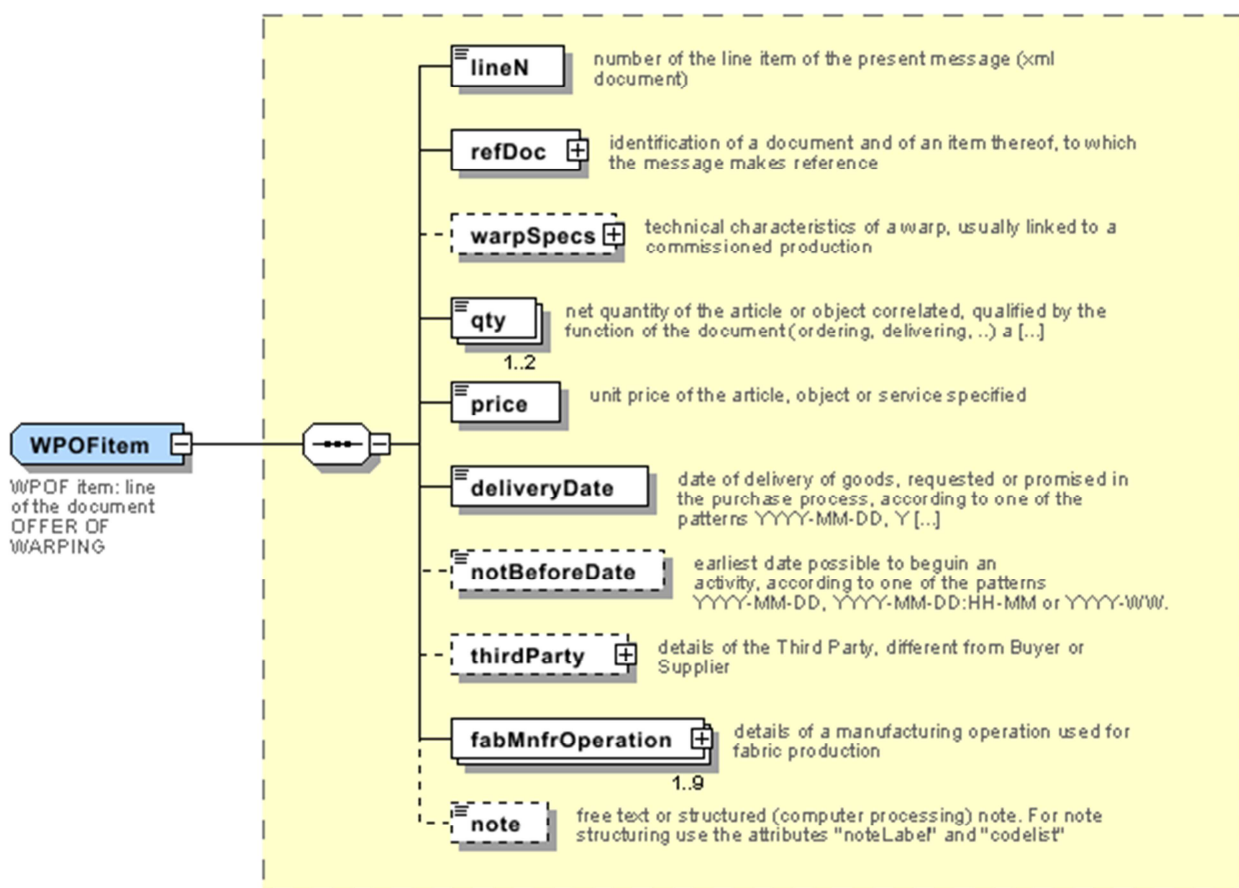 lineN
number of the line item of the present message (xml
document)
refDoc
identification of a document and of an item thereof, to which
the message makes reference
warpSpecs
technical characteristics of a warp, usually linked to a
commissioned production
qty
net quantity of the article or object correlated, qualified by the
function of the document (ordering, delivering, ..) a [...]
1..2
price
unit price of the article, object or service specified
WPOFitem
WPOF item: line
of the document
OFFER OF
WARPING
deliveryDate
date of delivery of goods, requested or promised in
the purchase process, according to one of the
patterns YYYY-MM-DD, Y [...]
notBeforeDate
earliest date possible to beguin an
activity, according to one of the patterns
YYYY-MM-DD, YYYY-MM-DD:HH-MM or YYYY-WW.
thirdParty
details of the Third Party, different from Buyer or
Supplier
fabMnfrOperation
details of a manufacturing operation used for
fabric production
1..9
note
free text or structured (computer processing) note. For note
structuring use the attributes "noteLabel" and "codelist"